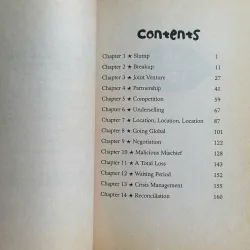 Contents
Chapter 1 ★ Slump 1
Chapter 2 ★ Breakup 11
Chapter 3 ★ Joint Venture 27
Chapter 4 ★ Partnership 41
Chapter 5 ★ Competition 59
Chapter 6 ★ Underselling 67
Chapter 7 ★ Location, Location, Location 87
Chapter 8 ★ Going Global 101
Chapter 9 ★ Negotiation 122
Chapter 10 ★ Malicious Mischief 128
Chapter 11 ★ A Total Loss 143
Chapter 12 ★ Waiting Period 152
Chapter 13 ★ Crisis Management 155
Chapter 14 ★ Reconciliation 160